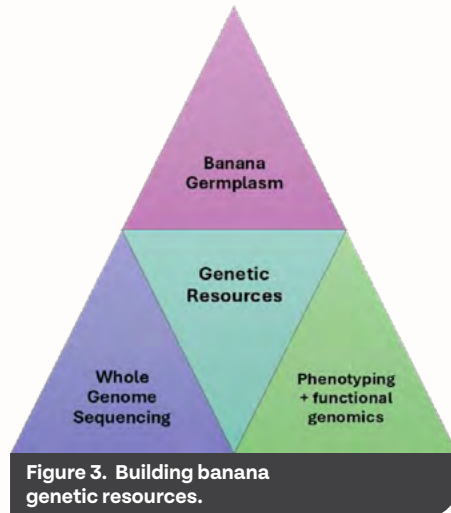 Banana
Germplasm
Genetic
Resources
Whole
Genome
Sequencing
Phenotyping
+ functional
genomics
Figure 3. Building banana
genetic resources.